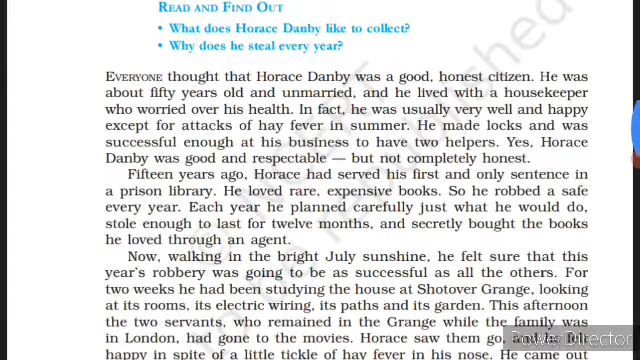 READ AND FIND OUT
• What does Horace Danby like to collect?
• Why does he steal every year?
EVERYONE thought that Horace Danby was a good, honest citizen. He was
about fifty years old and unmarried, and he lived with a housekeeper
who worried over his health. In fact, he was usually very well and happy
except for attacks of hay fever in summer. He made locks and was
successful enough at his business to have two helpers. Yes, Horace
Danby was good and respectable — but not completely honest.
Fifteen years ago, Horace had served his first and only sentence in
a prison library. He loved rare, expensive books. So he robbed a safe
every year. Each year he planned carefully just what he would do,
stole enough to last for twelve months, and secretly bought the books
he loved through an agent.
Now, walking in the bright July sunshine, he felt sure that this
year's robbery was going to be as successful as all the others. For
two weeks he had been studying the house at Shotover Grange, looking
at its rooms, its electric wiring, its paths and its garden. This afternoon
the two servants, who remained in the Grange while the family was
in London, had gone to the movies. Horace saw them go, and he felt
happy in spite of a little tickle of hay fever in his nose. He came out
PowerDirector
© NCERT
to be republished